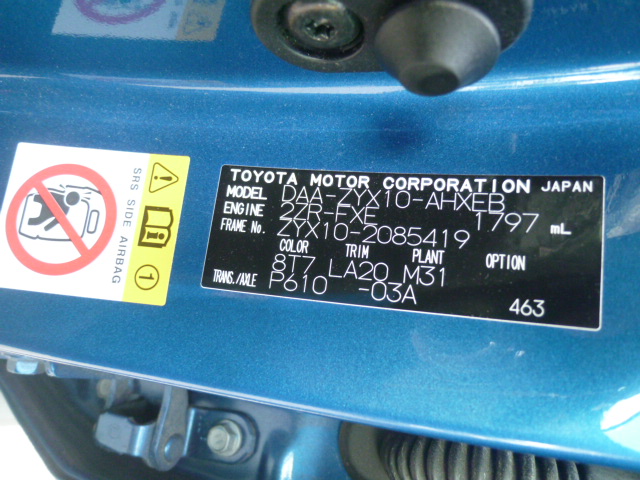 TOYOTA MOTOR CORPORATION JAPAN
MODEL DAA-ZYX10-AHXEB
ENGINE 2ZR-FXE 1797 mL
FRAME No. ZYX10-2085419
COLOR TRIM PLANT OPTION
8T7 LA20 M31
TRANS./AXLE P610 -03A
463
SRS SIDE AIRBAG
1